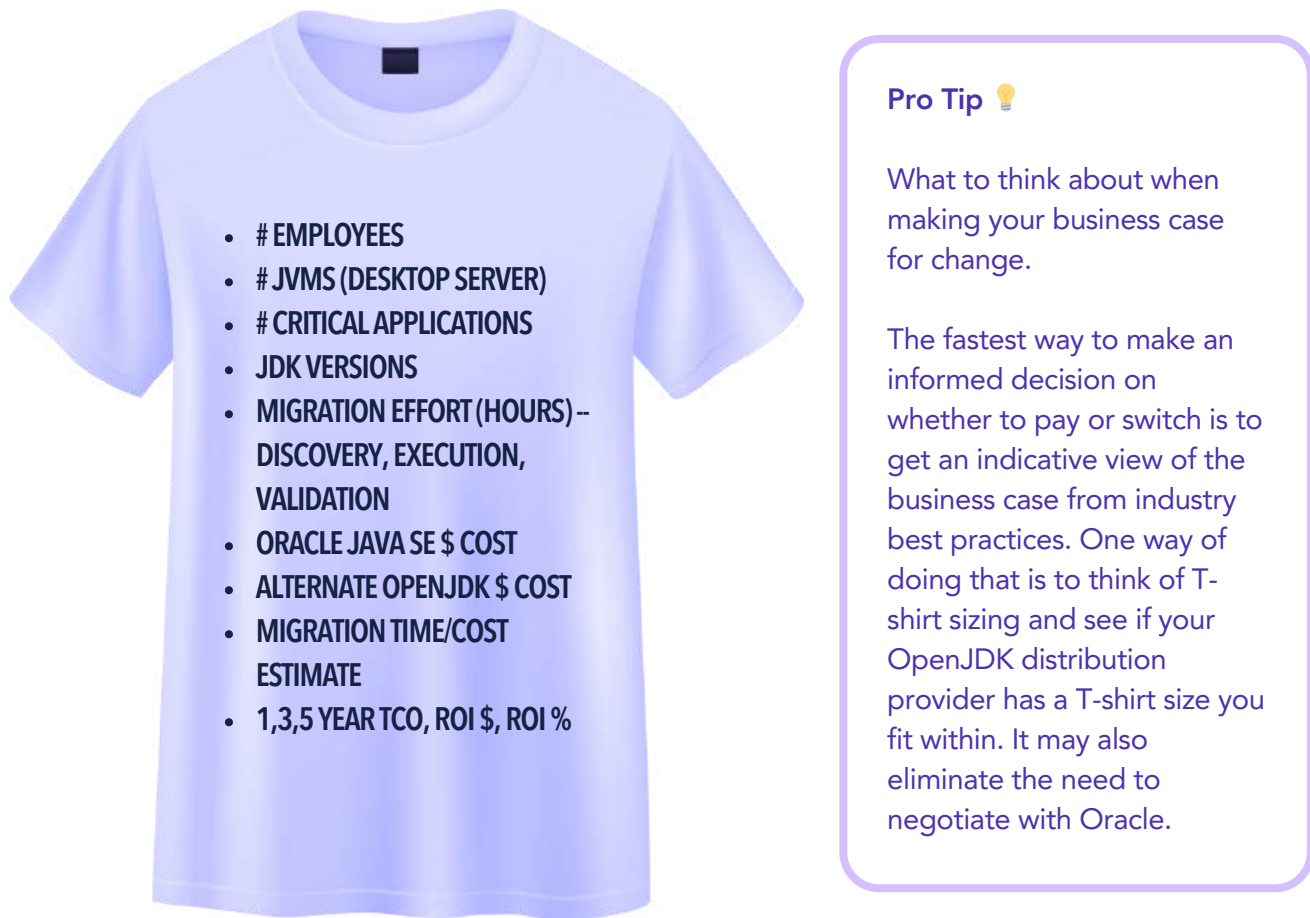 • # EMPLOYEES
• # JVMS (DESKTOP SERVER)
• # CRITICAL APPLICATIONS
• JDK VERSIONS
• MIGRATION EFFORT (HOURS) --
DISCOVERY, EXECUTION,
VALIDATION
• ORACLE JAVA SE $ COST
• ALTERNATE OPENJDK $ COST
• MIGRATION TIME/COST
ESTIMATE
• 1,3,5 YEAR TCO, ROI $, ROI %
Pro Tip 💡
What to think about when
making your business case
for change.
The fastest way to make an
informed decision on
whether to pay or switch is to
get an indicative view of the
business case from industry
best practices. One way of
doing that is to think of T-
shirt sizing and see if your
OpenJDK distribution
provider has a T-shirt size you
fit within. It may also
eliminate the need to
negotiate with Oracle.